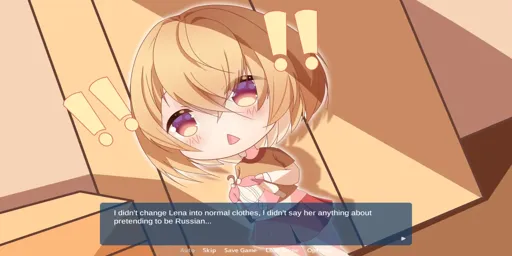 I didn't change Lena into normal clothes, I didn't say her anything about
pretending to be Russian...
Auto Skip Save Game Load Game